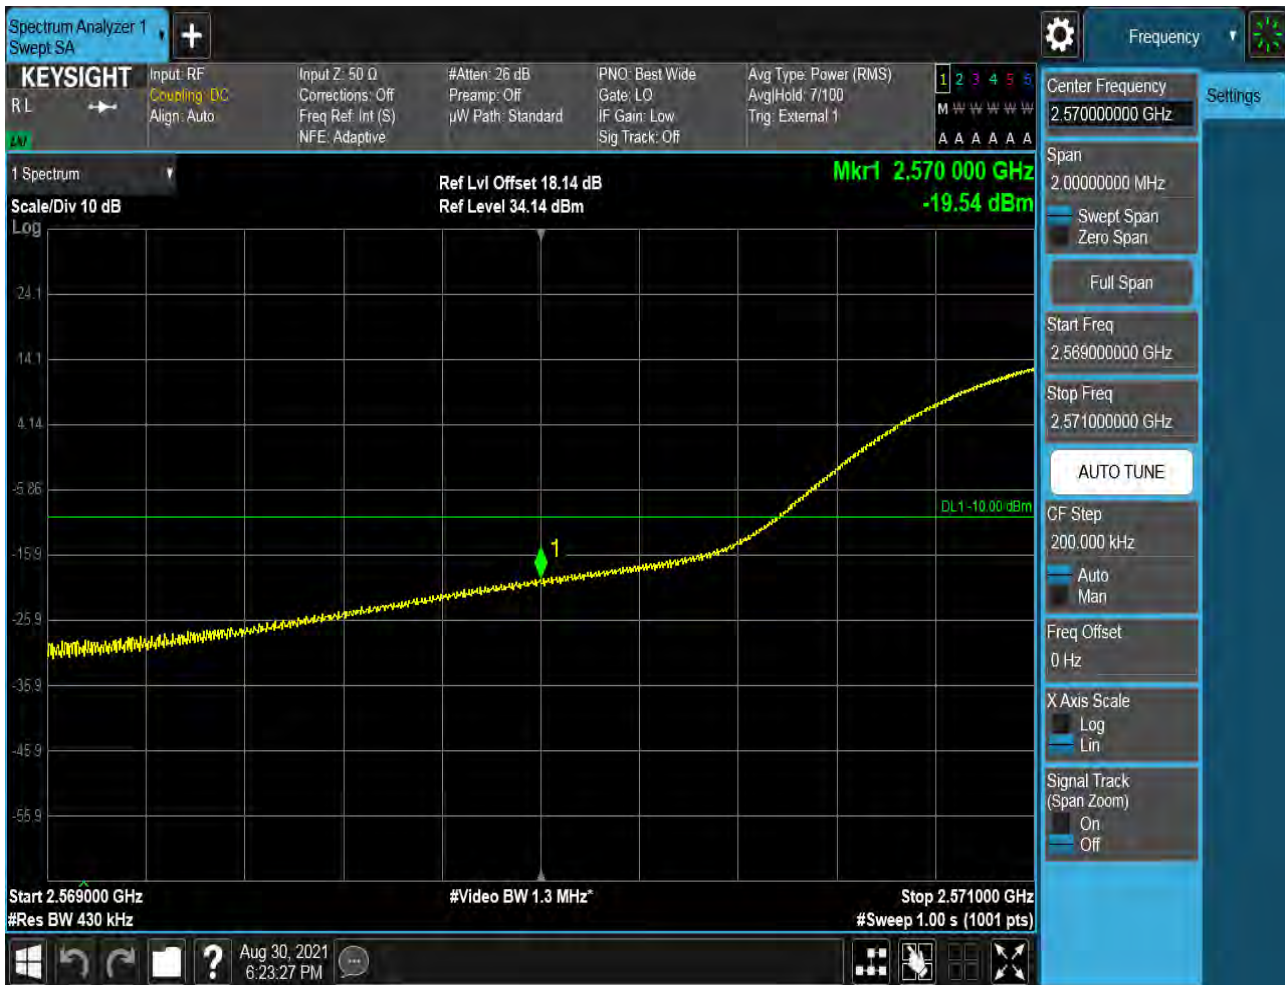 Spectrum Analyzer 1
Swept SA
+
Frequency
KEYSIGHT
R L
Input: RF
Coupling: DC
Align: Auto
Input Z: 50 Ω
Corrections: Off
Freq Ref: Int (S)
NFE: Adaptive
#Atten: 26 dB
Preamp: Off
µW Path: Standard
PNO: Best Wide
Gate: LO
IF Gain: Low
Sig Track: Off
Avg Type: Power (RMS)
Avg|Hold: 7/100
Trig: External 1
1 2 3 4 5 6
M W W W W W
A A A A A A
1 Spectrum
Scale/Div 10 dB
Log
Ref Lvl Offset 18.14 dB
Ref Level 34.14 dBm
Mkr1 2.570 000 GHz
-19.54 dBm
24.1
14.1
4.14
-5.86
-15.9
-25.9
-35.9
-45.9
-55.9
DL1 -10.00 dBm
1
Start 2.569000 GHz
#Res BW 430 kHz
#Video BW 1.3 MHz*
Stop 2.571000 GHz
#Sweep 1.00 s (1001 pts)
Center Frequency
2.570000000 GHz
Settings
Span
2.00000000 MHz
Swept Span
Zero Span
Full Span
Start Freq
2.569000000 GHz
Stop Freq
2.571000000 GHz
AUTO TUNE
CF Step
200.000 kHz
Auto
Man
Freq Offset
0 Hz
X Axis Scale
Log
Lin
Signal Track
(Span Zoom)
On
Off
?
Aug 30, 2021
6:23:27 PM